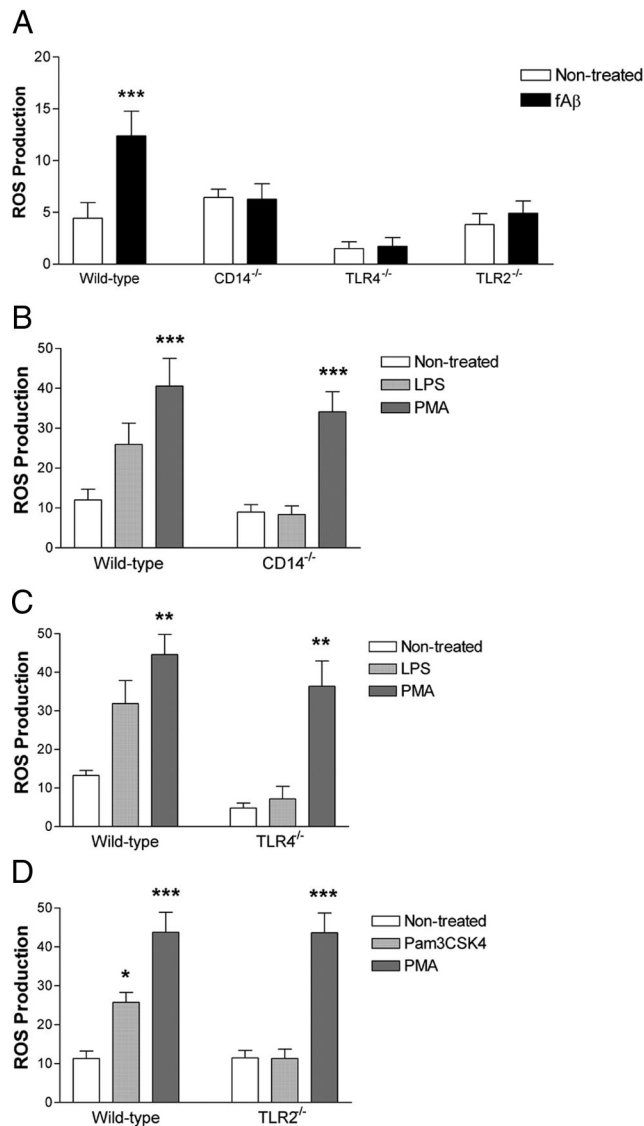 A
ROS Production
20
15
10
5
0
***
Non-treated
fAβ
Wild-type
CD14-/-
TLR4-/-
TLR2-/-
B
ROS Production
50
40
30
20
10
0
***
***
Non-treated
LPS
PMA
Wild-type
CD14-/-
C
ROS Production
50
40
30
20
10
0
**
**
Non-treated
LPS
PMA
Wild-type
TLR4-/-
D
ROS Production
50
40
30
20
10
0
*
***
***
Non-treated
Pam3CSK4
PMA
Wild-type
TLR2-/-